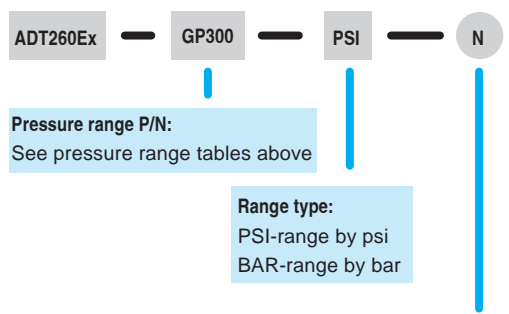 ADT260Ex GP300 PSI N
Pressure range P/N:
See pressure range tables above
Range type:
PSI-range by psi
BAR-range by bar